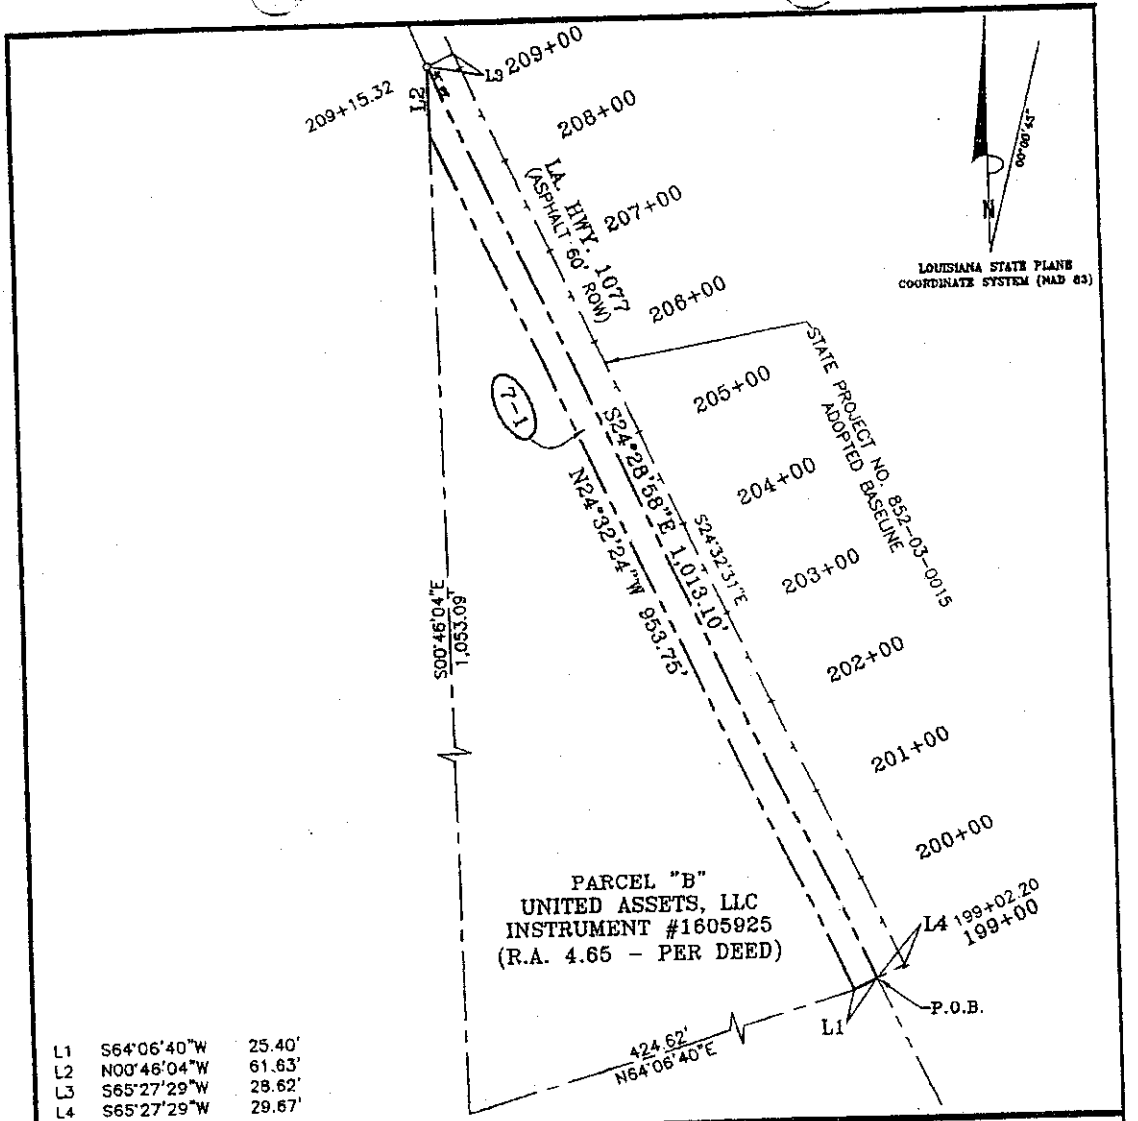 209+00
L3
209+15.32
L2
208+00
LA. HWY. 1077
(ASPHALT 60' ROW)
207+00
206+00
00°00'43"
N
LOUISIANA STATE PLANE
COORDINATE SYSTEM (NAD 83)
STATE PROJECT NO. 852-03-0015
ADOPTED BASELINE
205+00
7-1
204+00
S24°28'58"E 1,013.10'
N24°32'24"W 953.75'
S24°32'31"E
203+00
S00°46'04"E
1,053.09'
202+00
201+00
200+00
PARCEL "B"
UNITED ASSETS, LLC
INSTRUMENT #1605925
(R.A. 4.65 - PER DEED)
L4
199+02.20
199+00
P.O.B.
L1
424.62'
N64°06'40"E
L1 S64°06'40"W 25.40'
L2 N00°46'04"W 61.63'
L3 S65°27'29"W 28.62'
L4 S65°27'29"W 29.67'